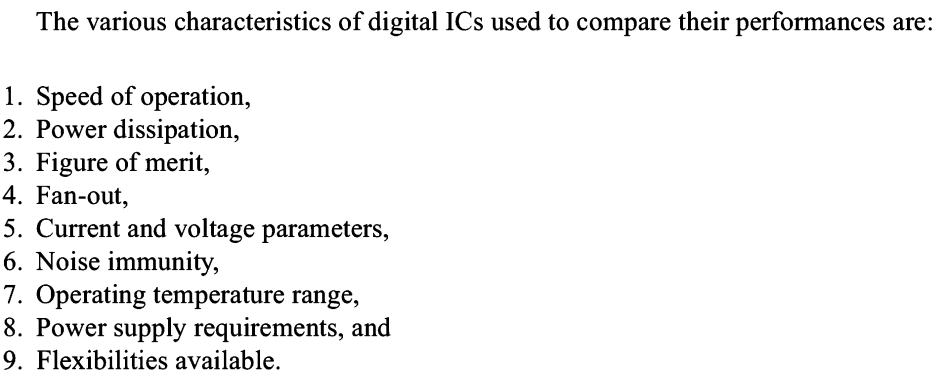 The various characteristics of digital ICs used to compare their performances are:
1. Speed of operation,
2. Power dissipation,
3. Figure of merit,
4. Fan-out,
5. Current and voltage parameters,
6. Noise immunity,
7. Operating temperature range,
8. Power supply requirements, and
9. Flexibilities available.